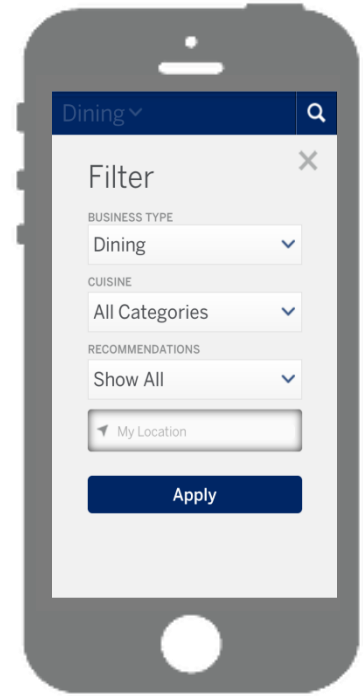 Dining
Filter
BUSINESS TYPE
Dining
CUISINE
All Categories
RECOMMENDATIONS
Show All
My Location
Apply